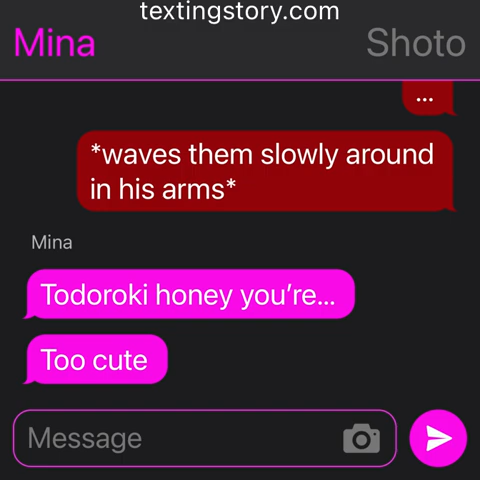 textingstory.com
Mina
Shoto
...
*waves them slowly around
in his arms*
Mina
Todoroki honey you’re...
Too cute
Message